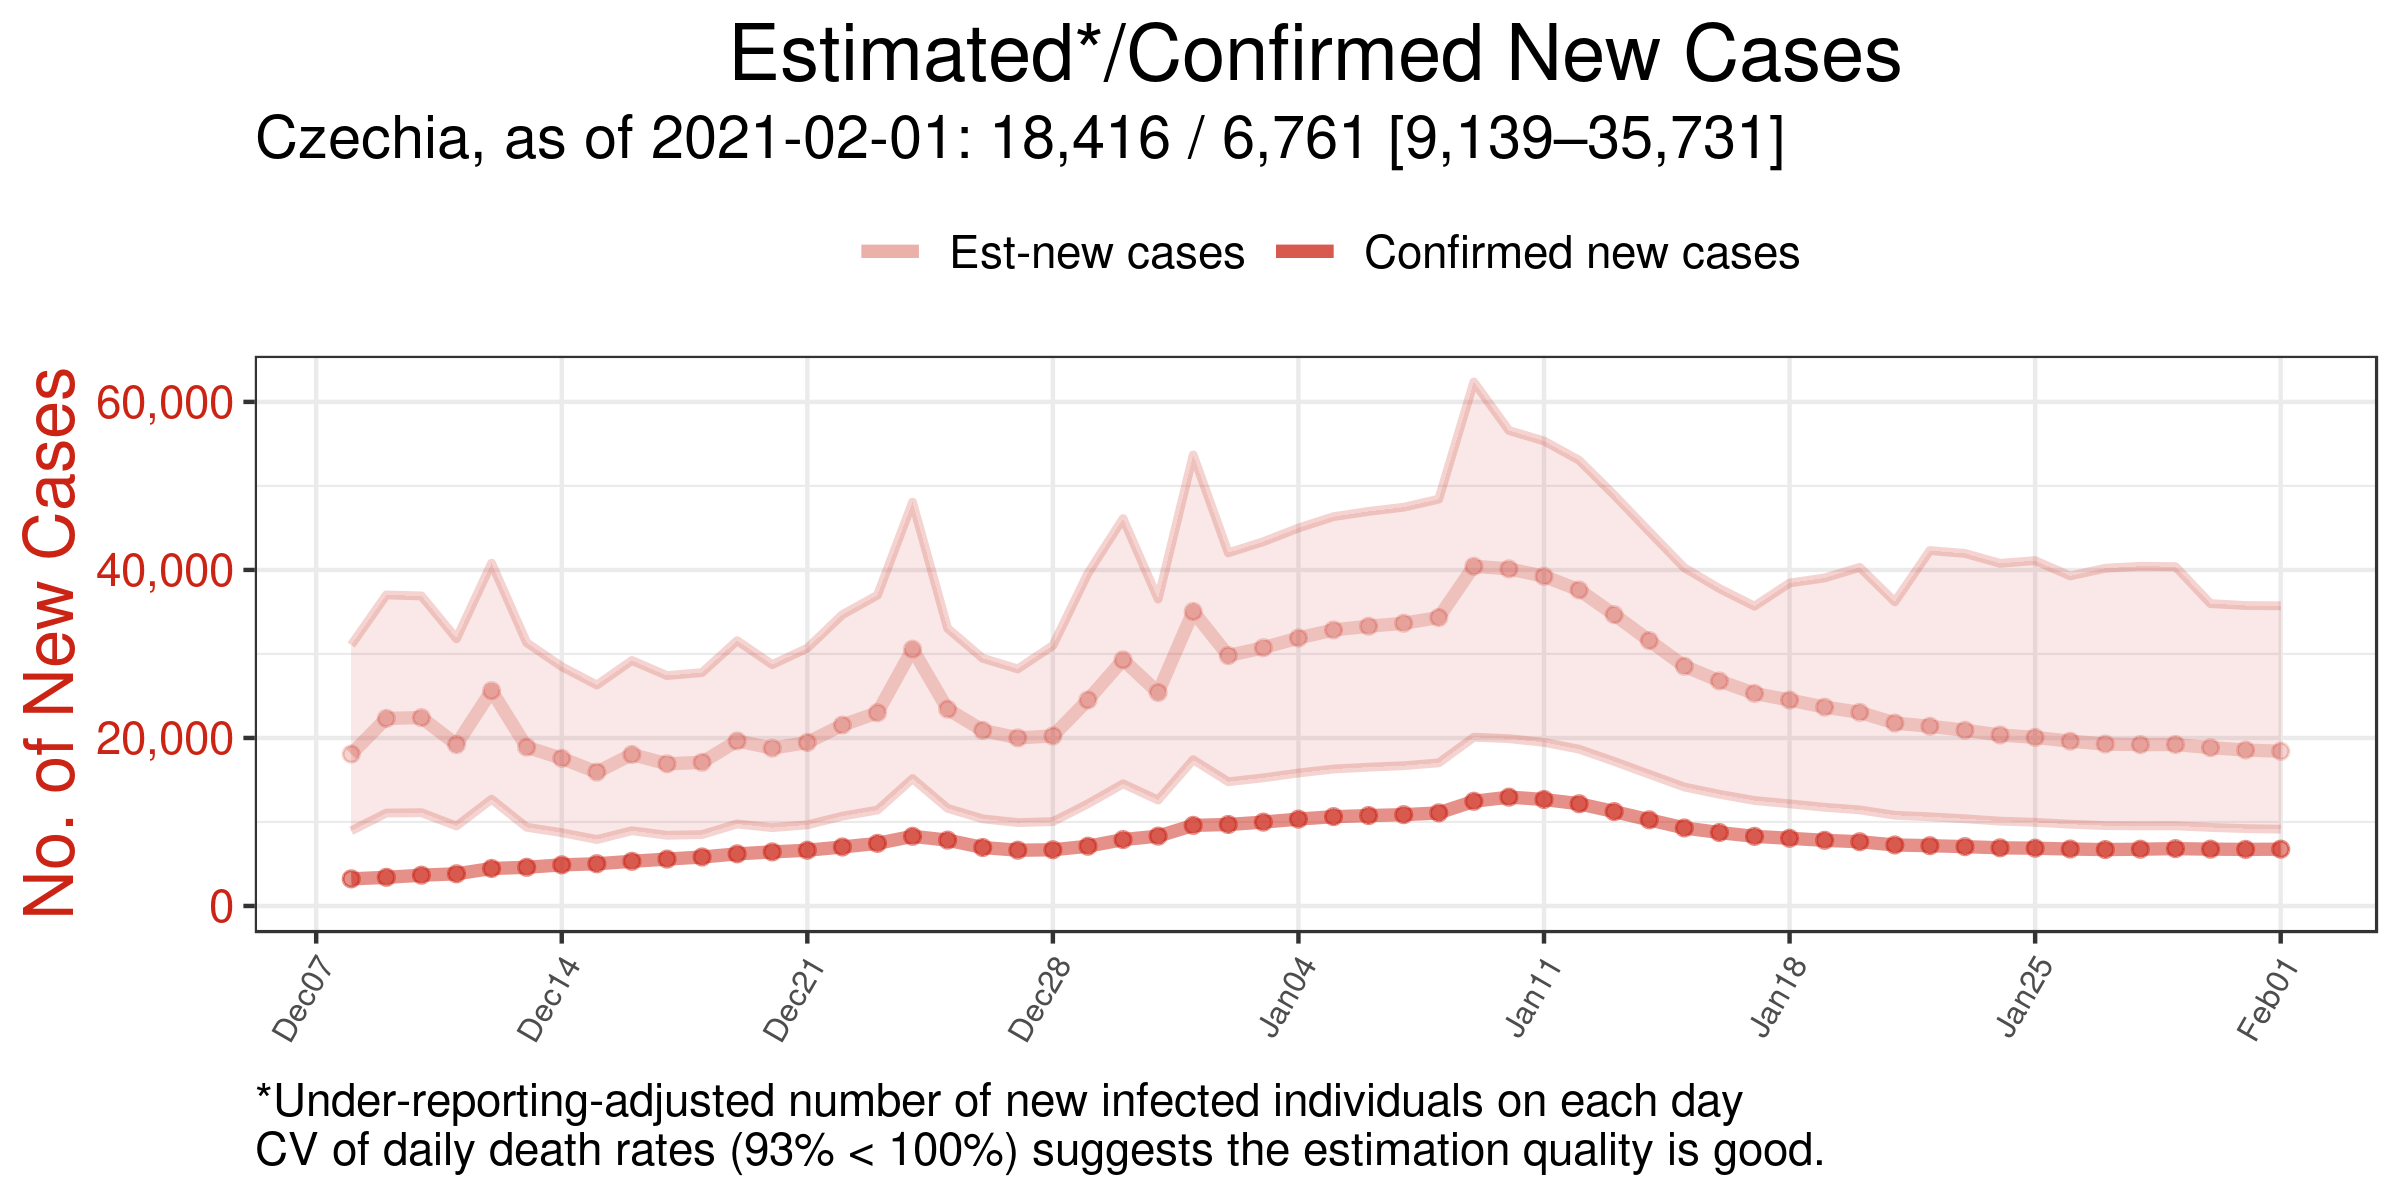 Estimated*/Confirmed New Cases
Czechia, as of 2021-02-01: 18,416 / 6,761 [9,139–35,731]
Est-new cases Confirmed new cases
No. of New Cases
60,000
40,000
20,000
0
Dec07 Dec14 Dec21 Dec28 Jan04 Jan11 Jan18 Jan25 Feb01
*Under-reporting-adjusted number of new infected individuals on each day
CV of daily death rates (93% < 100%) suggests the estimation quality is good.